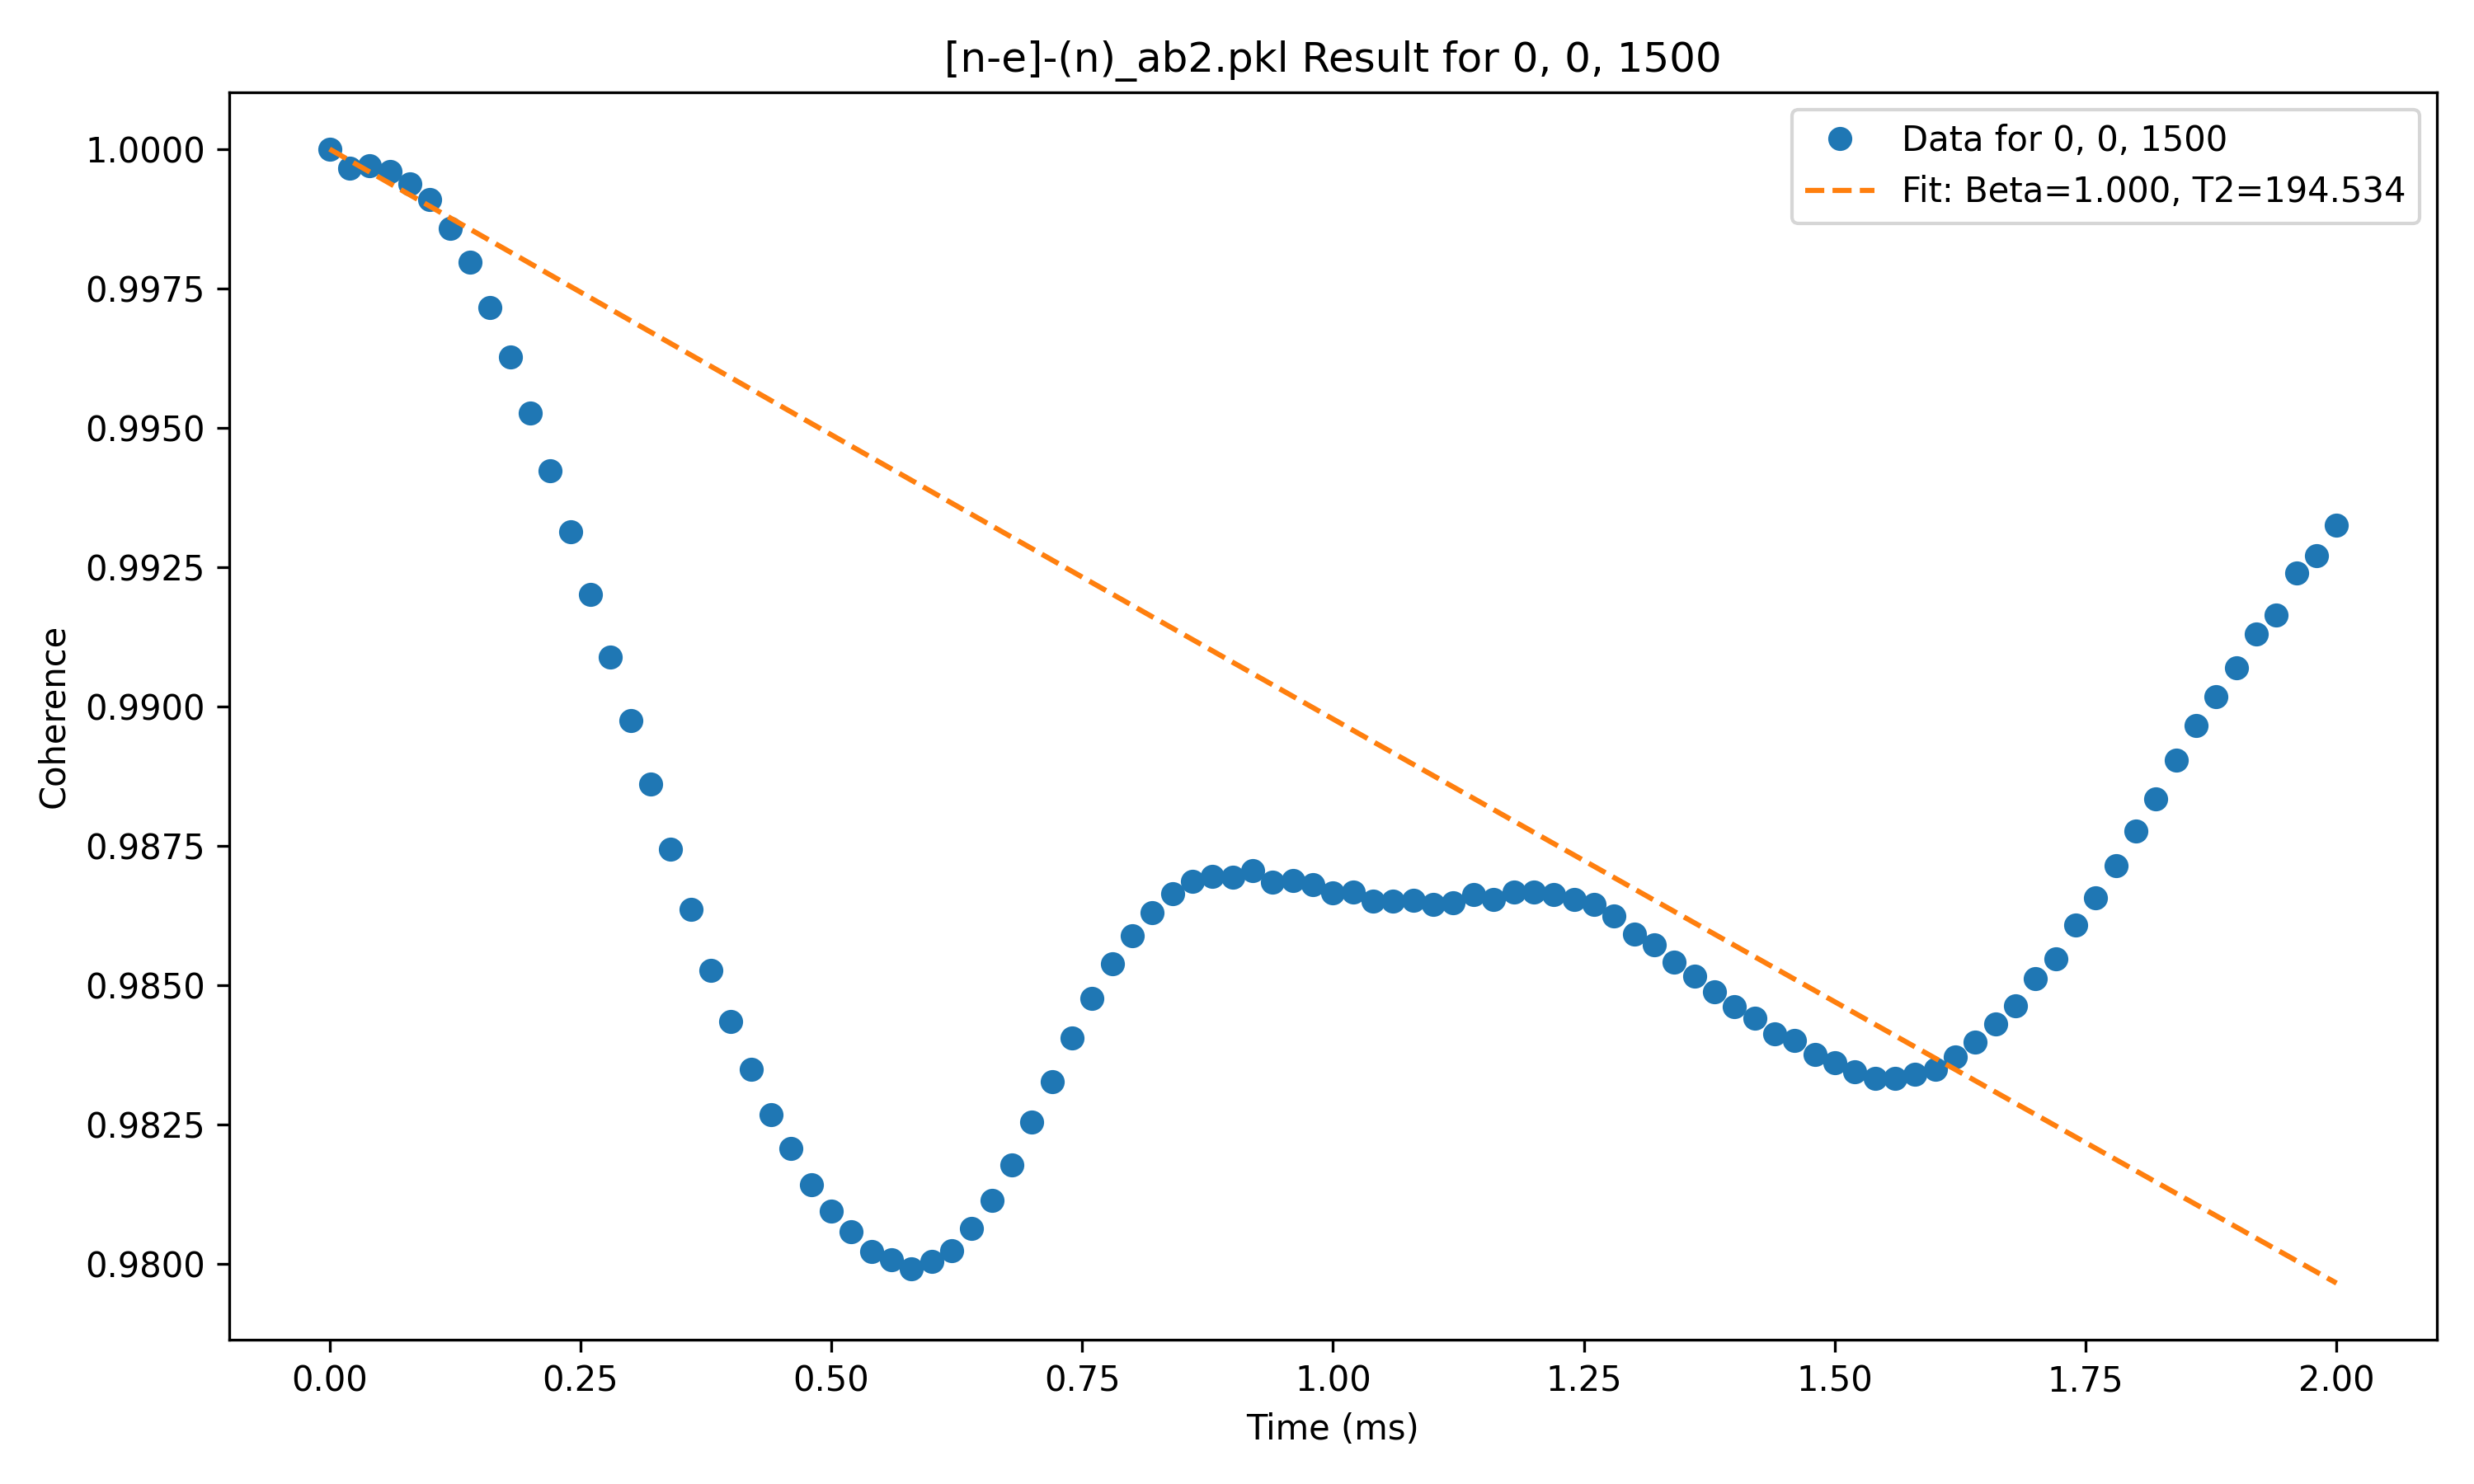 [n-e]-(n)_ab2.pkl Result for 0, 0, 1500
Data for 0, 0, 1500
Fit: Beta=1.000, T2=194.534
Coherence
1.0000
0.9975
0.9950
0.9925
0.9900
0.9875
0.9850
0.9825
0.9800
0.00 0.25 0.50 0.75 1.00 1.25 1.50 1.75 2.00
Time (ms)